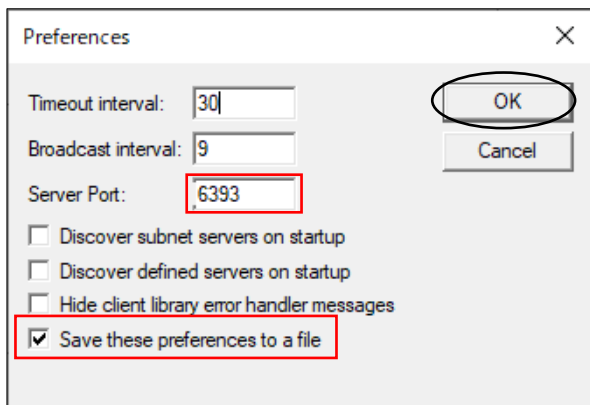 Preferences
Timeout interval: 30
OK
Broadcast interval: 9
Cancel
Server Port: 6393
Discover subnet servers on startup
Discover defined servers on startup
Hide client library error handler messages
Save these preferences to a file